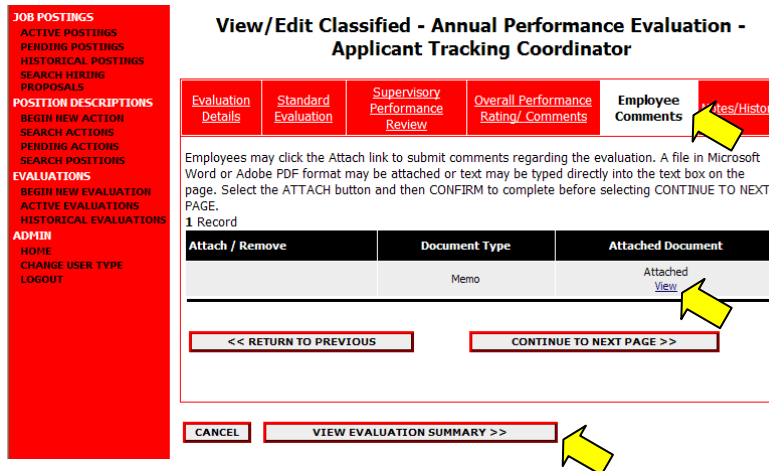 JOB POSTINGS
ACTIVE POSTINGS
PENDING POSTINGS
HISTORICAL POSTINGS
SEARCH HIRING
PROPOSALS
POSITION DESCRIPTIONS
BEGIN NEW ACTION
SEARCH ACTIONS
PENDING ACTIONS
SEARCH POSITIONS
EVALUATIONS
BEGIN NEW EVALUATION
ACTIVE EVALUATIONS
HISTORICAL EVALUATIONS
ADMIN
HOME
CHANGE USER TYPE
LOGOUT
View/Edit Classified - Annual Performance Evaluation -
Applicant Tracking Coordinator
Evaluation
Details
Standard
Evaluation
Supervisory
Performance
Review
Overall Performance
Rating/ Comments
Employee
Comments
Employees may click the Attach link to submit comments regarding the evaluation. A file in Microsoft
Word or Adobe PDF format may be attached or text may be typed directly into the text box on the
page. Select the ATTACH button and then CONFIRM to complete before selecting CONTINUE TO NEXT
PAGE.
1 Record
Attach / Remove Document Type Attached Document
Memo Attached
View
<< RETURN TO PREVIOUS CONTINUE TO NEXT PAGE >>
CANCEL VIEW EVALUATION SUMMARY >>